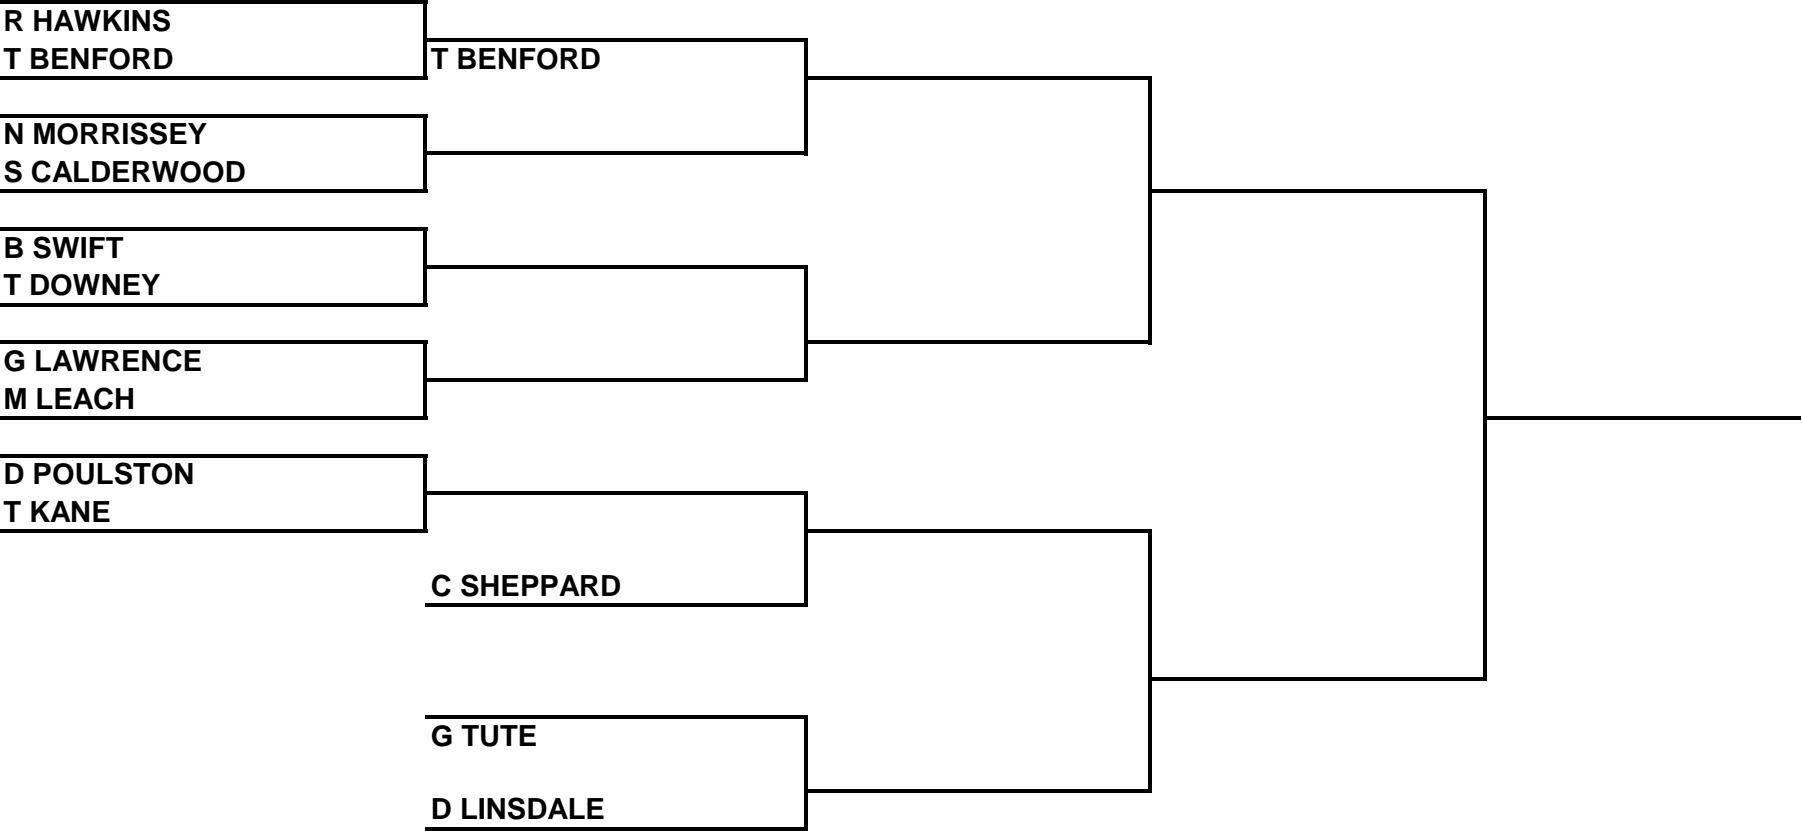 R HAWKINS
T BENFORD
T BENFORD
N MORRISSEY
S CALDERWOOD
B SWIFT
T DOWNEY
G LAWRENCE
M LEACH
D POULSTON
T KANE
C SHEPPARD
G TUTE
D LINSDALE